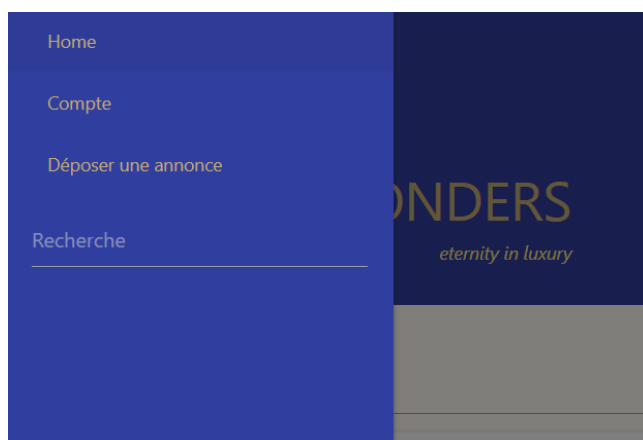 Home
Compte
Déposer une annonce
Recherche
ONDERS
eternity in luxury